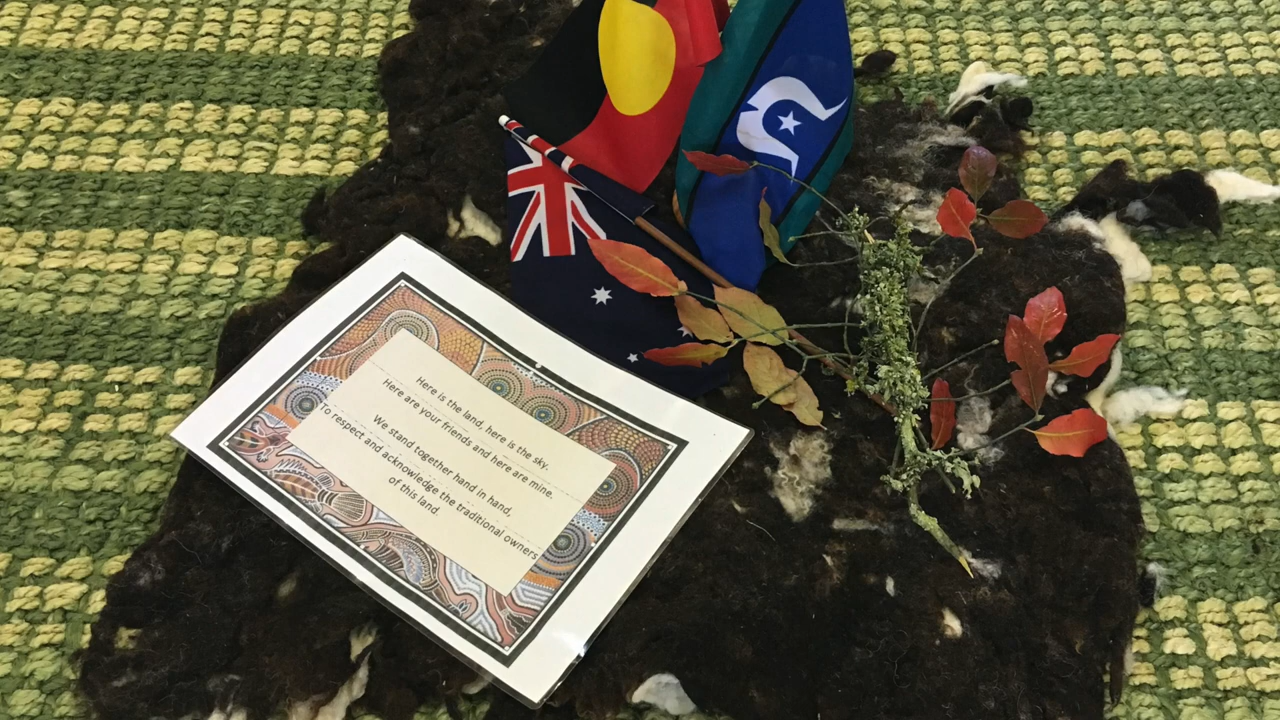 Here is the land, here is the sky.
Here are your friends and here are mine.
We stand together hand in hand,
To respect and acknowledge the traditional owners
of this land.